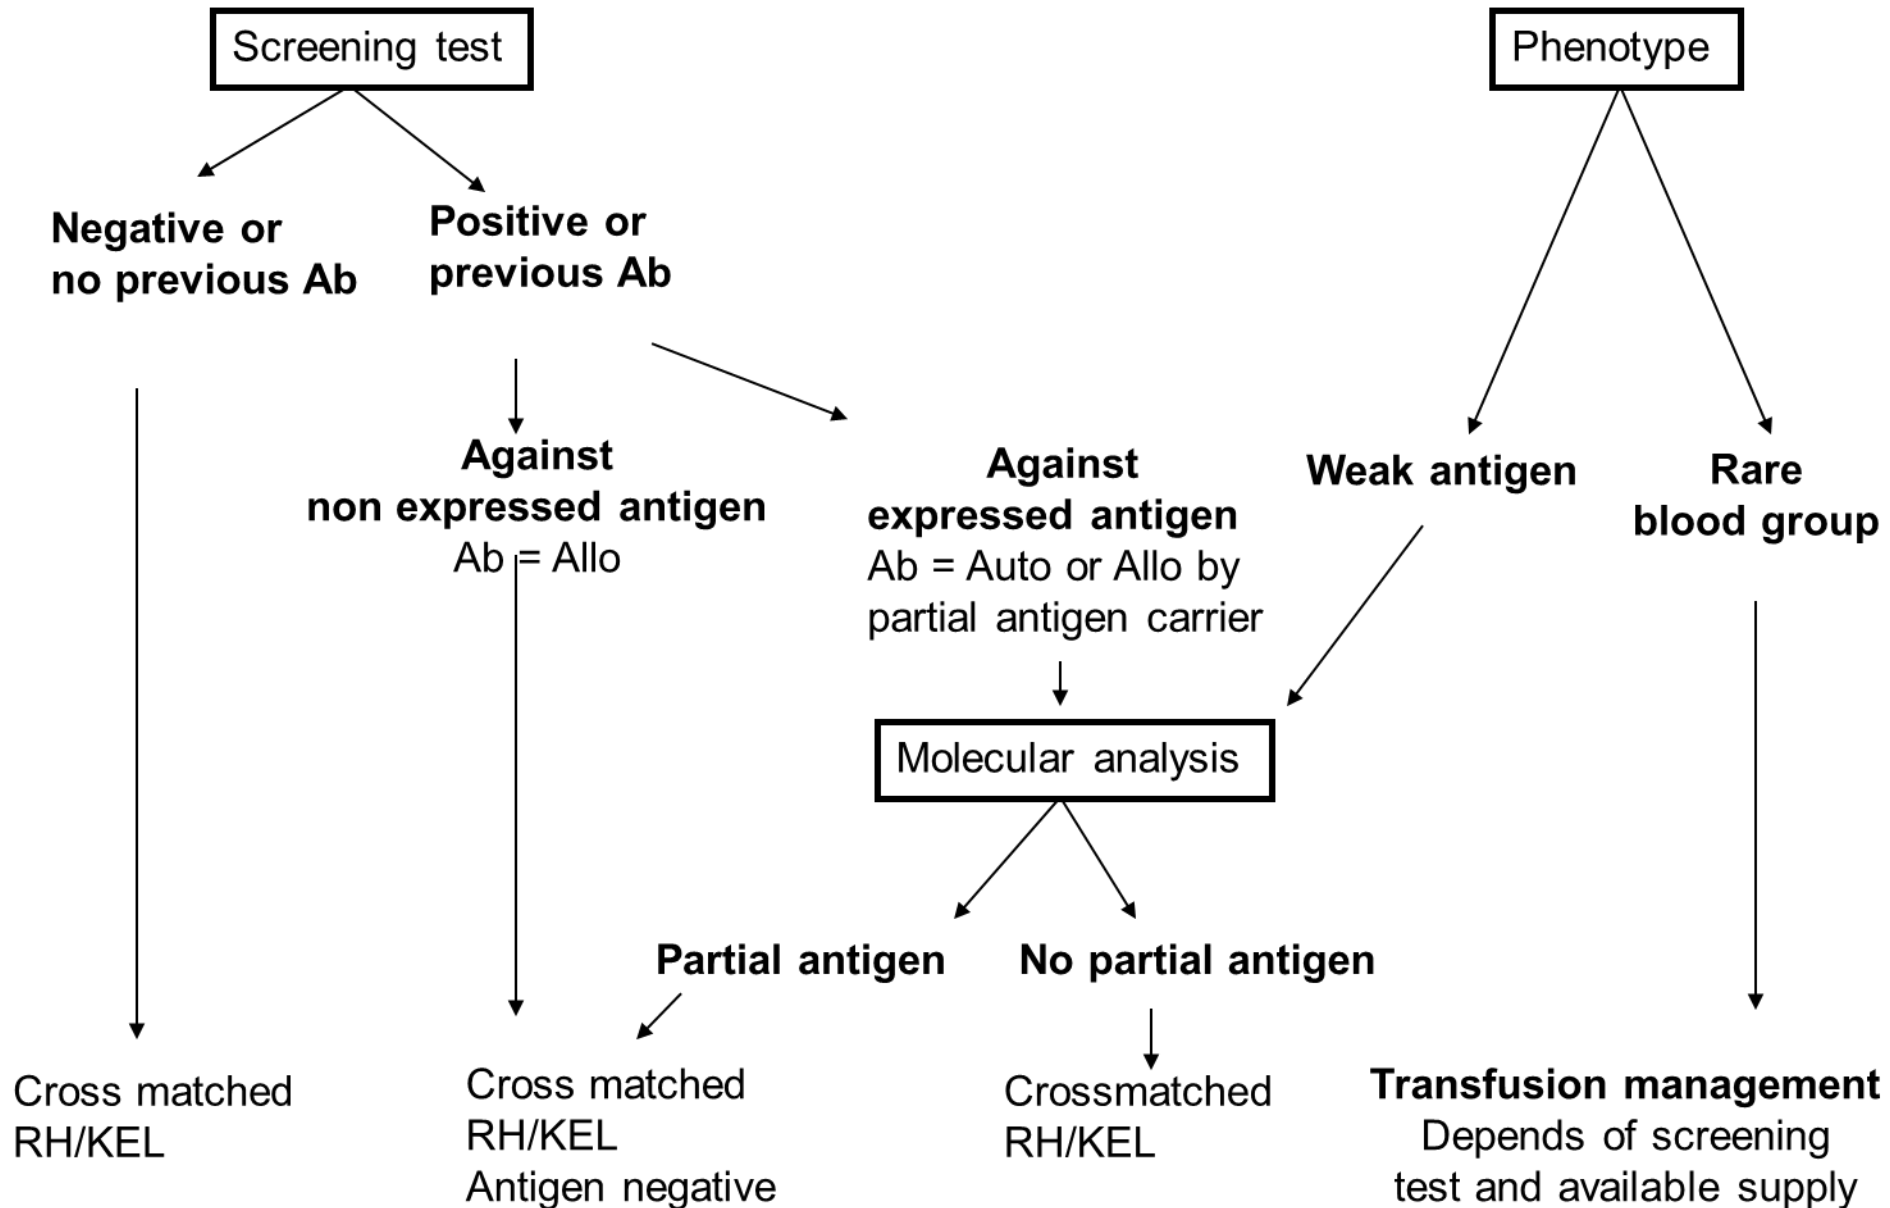 Screening test
Phenotype
Negative or
no previous Ab
Positive or
previous Ab
Against
non expressed antigen
Ab = Allo
Against
expressed antigen
Ab = Auto or Allo by
partial antigen carrier
Weak antigen
Rare
blood group
Molecular analysis
Partial antigen
No partial antigen
Cross matched
RH/KEL
Cross matched
RH/KEL
Antigen negative
Crossmatched
RH/KEL
Transfusion management
Depends of screening
test and available supply